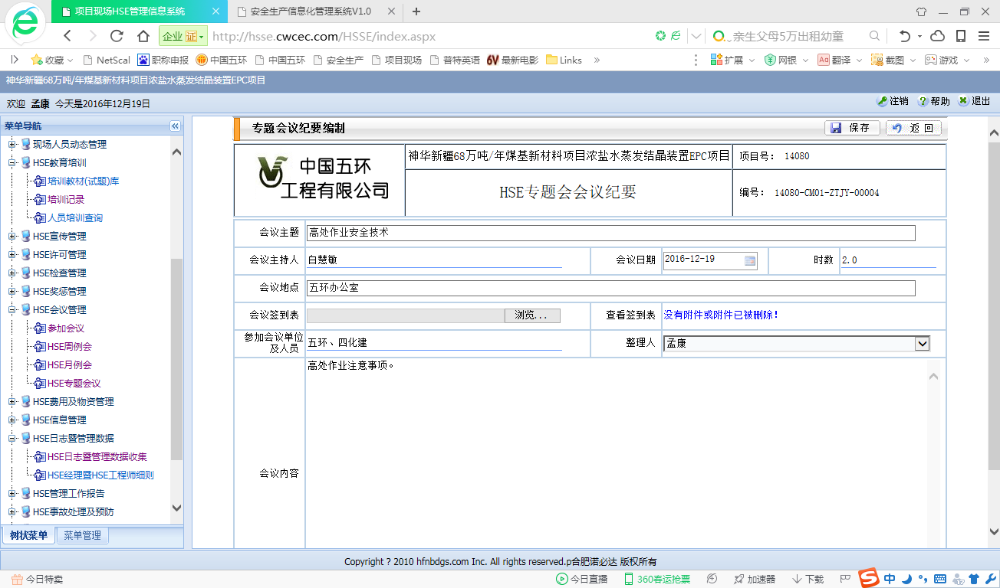 项目现场HSE管理信息系统
安全生产信息化管理系统V1.0
企业 证 http://hsse.cwcec.com/HSSE/index.aspx 亲生父母5万出租幼童
收藏 NetScal 职称申报 中国五环 中国五环 安全生产 项目现场 普特英语 6V 最新电影 Links » 扩展 网银 Aa 翻译 截图 游戏 »
神华新疆68万吨/年煤基新材料项目浓盐水蒸发结晶装置EPC项目
欢迎 孟康 今天是2016年12月19日 注销 帮助 退出
菜单导航
现场人员动态管理
HSE教育培训
培训教材(试题)库
培训记录
人员培训查询
HSE宣传管理
HSE许可管理
HSE检查管理
HSE奖惩管理
HSE会议管理
参加会议
HSE周例会
HSE月例会
HSE专题会议
HSE费用及物资管理
HSE信息管理
HSE日志暨管理数据
HSE日志暨管理数据收集
HSE经理暨HSE工程师细则
HSE管理工作报告
HSE事故处理及预防
树状菜单 菜单管理
专题会议纪要编制 保存 返回
中国五环
工程有限公司
神华新疆68万吨/年煤基新材料项目浓盐水蒸发结晶装置EPC项目 项目号: 14080
HSE专题会会议纪要 编号: 14080-CM01-ZTJY-00004
会议主题 高处作业安全技术
会议主持人 白慧敏 会议日期 2016-12-19 时数 2.0
会议地点 五环办公室
会议签到表 浏览... 查看签到表 没有附件或附件已被删除!
参加会议单位
及人员 五环、四化建 整理人 孟康
会议内容 高处作业注意事项。
Copyright ? 2010 hfnbdgs.com Inc. All rights reserved.p合肥诺必达 版权所有
今日特卖 今日直播 360春运抢票 加速器 下载 S 中